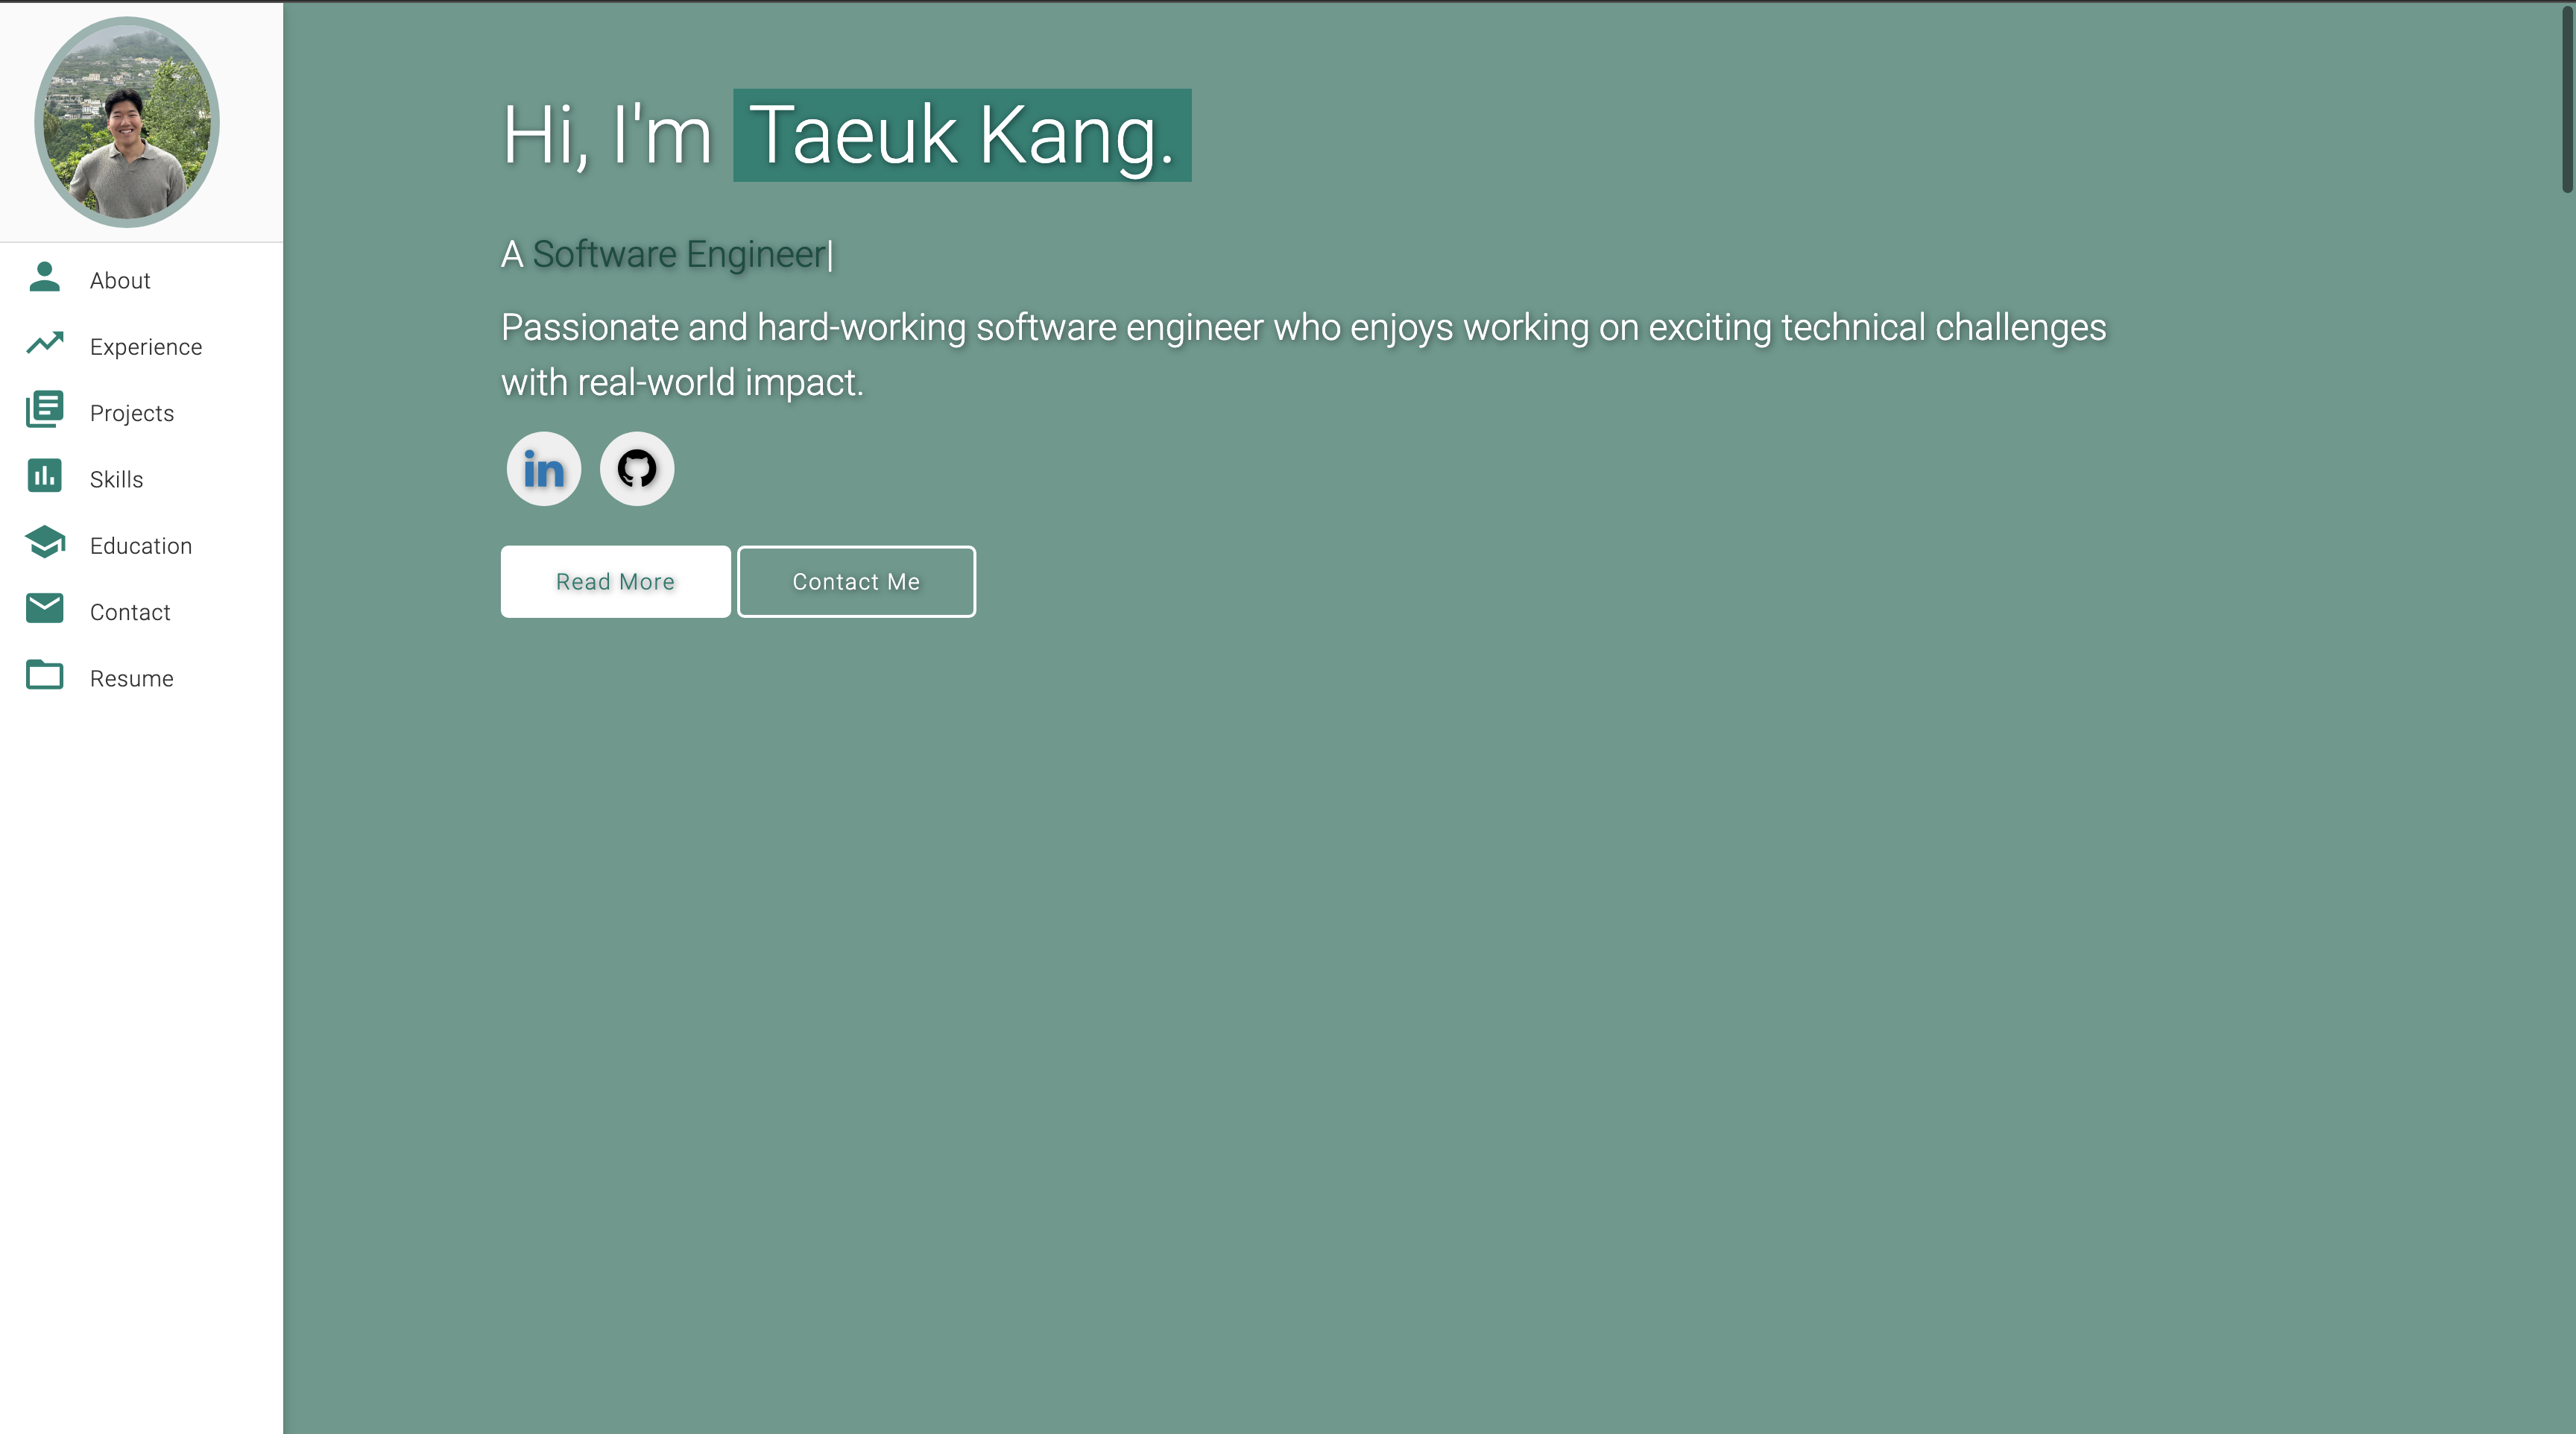 About
Experience
Projects
Skills
Education
Contact
Resume
Hi, I'm Taeuk Kang.
A Software Engineer|
Passionate and hard-working software engineer who enjoys working on exciting technical challenges
with real-world impact.
in
Read More
Contact Me